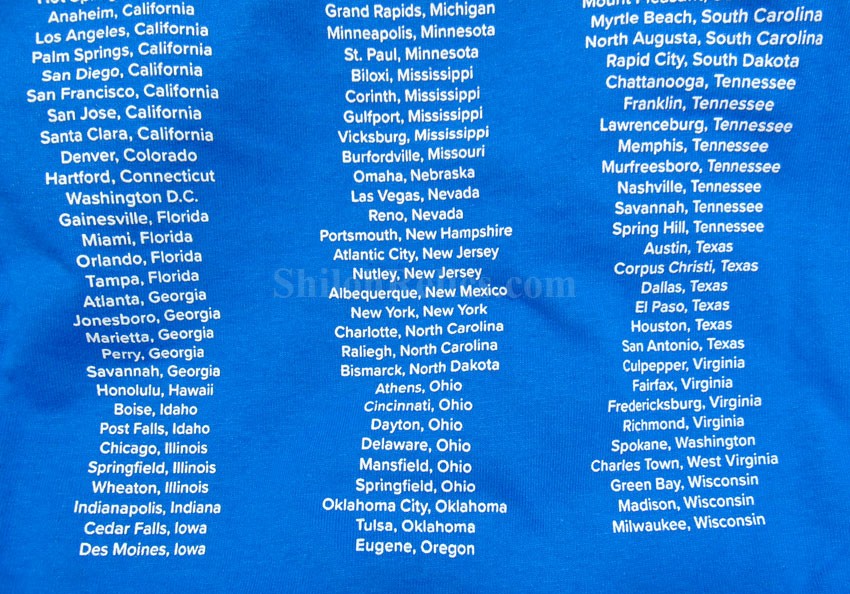 Anaheim, California
Los Angeles, California
Palm Springs, California
San Diego, California
San Francisco, California
San Jose, California
Santa Clara, California
Denver, Colorado
Hartford, Connecticut
Washington D.C.
Gainesville, Florida
Miami, Florida
Orlando, Florida
Tampa, Florida
Atlanta, Georgia
Jonesboro, Georgia
Marietta, Georgia
Perry, Georgia
Savannah, Georgia
Honolulu, Hawaii
Boise, Idaho
Post Falls, Idaho
Chicago, Illinois
Springfield, Illinois
Wheaton, Illinois
Indianapolis, Indiana
Cedar Falls, Iowa
Des Moines, Iowa
Grand Rapids, Michigan
Minneapolis, Minnesota
St. Paul, Minnesota
Biloxi, Mississippi
Corinth, Mississippi
Gulfport, Mississippi
Vicksburg, Mississippi
Burfordville, Missouri
Omaha, Nebraska
Las Vegas, Nevada
Reno, Nevada
Portsmouth, New Hampshire
Atlantic City, New Jersey
Nutley, New Jersey
Albequerque, New Mexico
New York, New York
Charlotte, North Carolina
Raliegh, North Carolina
Bismarck, North Dakota
Athens, Ohio
Cincinnati, Ohio
Dayton, Ohio
Delaware, Ohio
Mansfield, Ohio
Springfield, Ohio
Oklahoma City, Oklahoma
Tulsa, Oklahoma
Eugene, Oregon
Myrtle Beach, South Carolina
North Augusta, South Carolina
Rapid City, South Dakota
Chattanooga, Tennessee
Franklin, Tennessee
Lawrenceburg, Tennessee
Memphis, Tennessee
Murfreesboro, Tennessee
Nashville, Tennessee
Savannah, Tennessee
Spring Hill, Tennessee
Austin, Texas
Corpus Christi, Texas
Dallas, Texas
El Paso, Texas
Houston, Texas
San Antonio, Texas
Culpepper, Virginia
Fairfax, Virginia
Fredericksburg, Virginia
Richmond, Virginia
Spokane, Washington
Charles Town, West Virginia
Green Bay, Wisconsin
Madison, Wisconsin
Milwaukee, Wisconsin